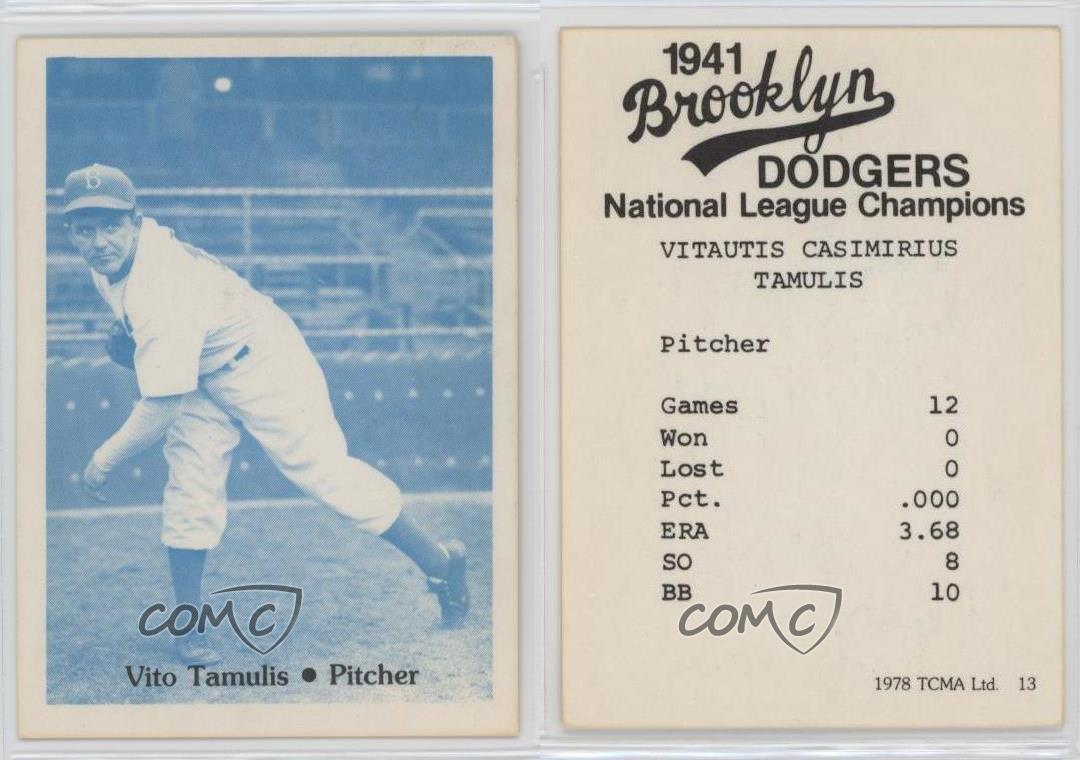 B
COMC
Vito Tamulis ● Pitcher
1941
Brooklyn
DODGERS
National League Champions
VITAUTIS CASIMIRIUS
TAMULIS
Pitcher
Games 12
Won 0
Lost 0
Pct. .000
ERA 3.68
SO 8
BB 10
COMC
1978 TCMA Ltd. 13